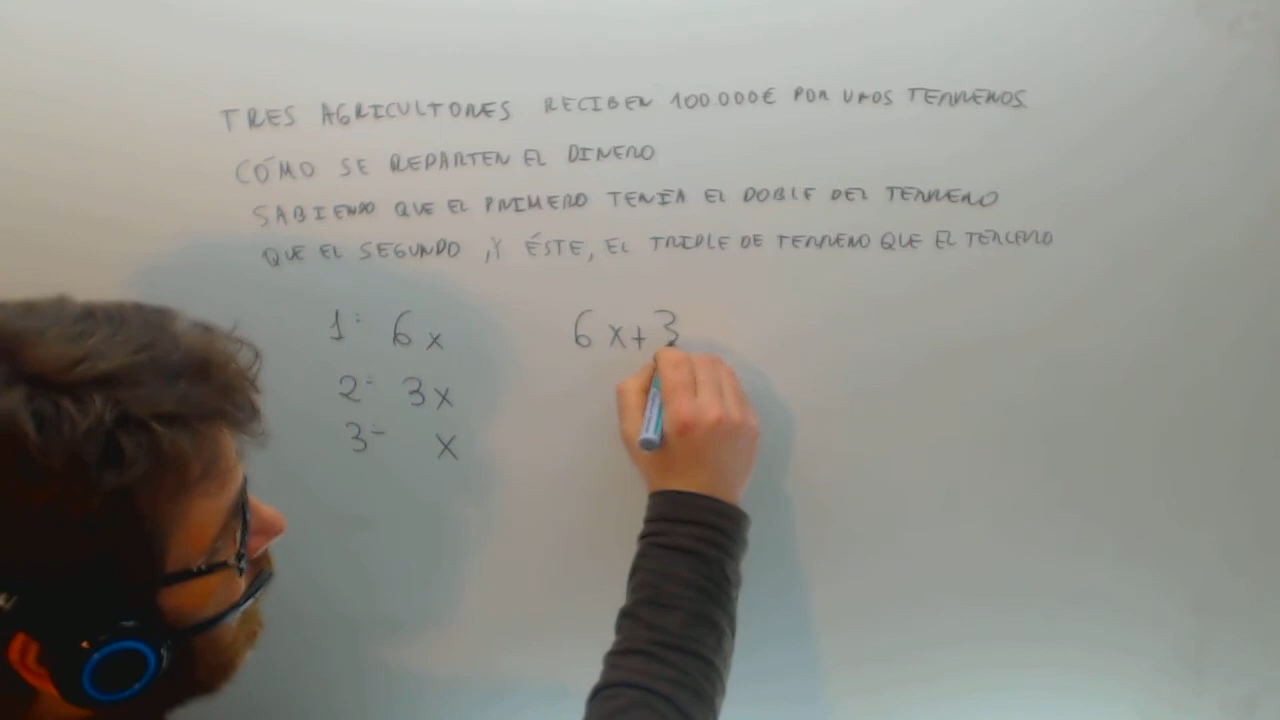 TRES AGRICULTORES RECIBEN 100.000€ POR UNOS TERRENOS
CÓMO SE REPARTEN EL DINERO
SABIENDO QUE EL PRIMERO TENÍA EL DOBLE DEL TERRENO
QUE EL SEGUNDO, Y ÉSTE, EL TRIPLE DE TERRENO QUE EL TERCERO
1: 6x 6x+3
2: 3x
3- x